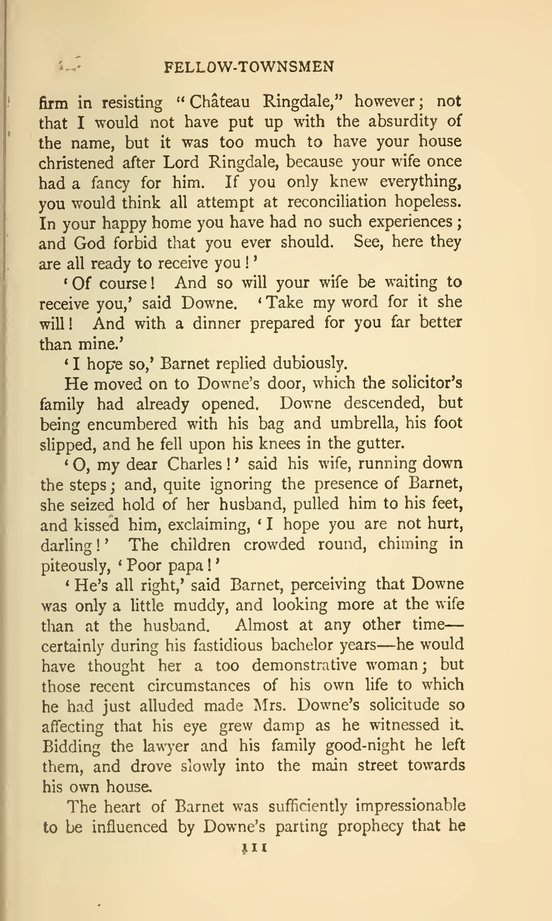 FELLOW-TOWNSMEN
firm in resisting “Château Ringdale,” however; not
that I would not have put up with the absurdity of
the name, but it was too much to have your house
christened after Lord Ringdale, because your wife once
had a fancy for him. If you only knew everything,
you would think all attempt at reconciliation hopeless.
In your happy home you have had no such experiences;
and God forbid that you ever should. See, here they
are all ready to receive you!’
‘Of course! And so will your wife be waiting to
receive you,’ said Downe. ‘Take my word for it she
will! And with a dinner prepared for you far better
than mine.’
‘I hope so,’ Barnet replied dubiously.
He moved on to Downe’s door, which the solicitor’s
family had already opened. Downe descended, but
being encumbered with his bag and umbrella, his foot
slipped, and he fell upon his knees in the gutter.
‘O, my dear Charles!’ said his wife, running down
the steps; and, quite ignoring the presence of Barnet,
she seized hold of her husband, pulled him to his feet,
and kissed him, exclaiming, ‘I hope you are not hurt,
darling!’ The children crowded round, chiming in
piteously, ‘Poor papa!’
‘He’s all right,’ said Barnet, perceiving that Downe
was only a little muddy, and looking more at the wife
than at the husband. Almost at any other time—
certainly during his fastidious bachelor years—he would
have thought her a too demonstrative woman; but
those recent circumstances of his own life to which
he had just alluded made Mrs. Downe’s solicitude so
affecting that his eye grew damp as he witnessed it.
Bidding the lawyer and his family good-night he left
them, and drove slowly into the main street towards
his own house.
The heart of Barnet was sufficiently impressionable
to be influenced by Downe’s parting prophecy that he
111